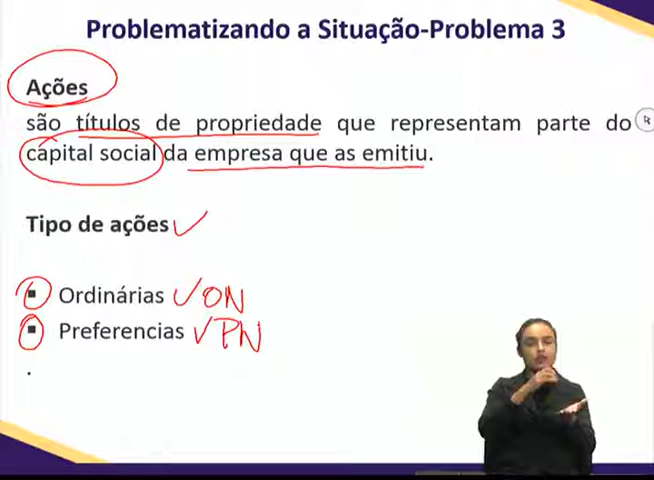 Problematizando a Situação-Problema 3
Ações
são títulos de propriedade que representam parte do
capital social da empresa que as emitiu.
Tipo de ações
▪ Ordinárias ON
▪ Preferencias PN
.